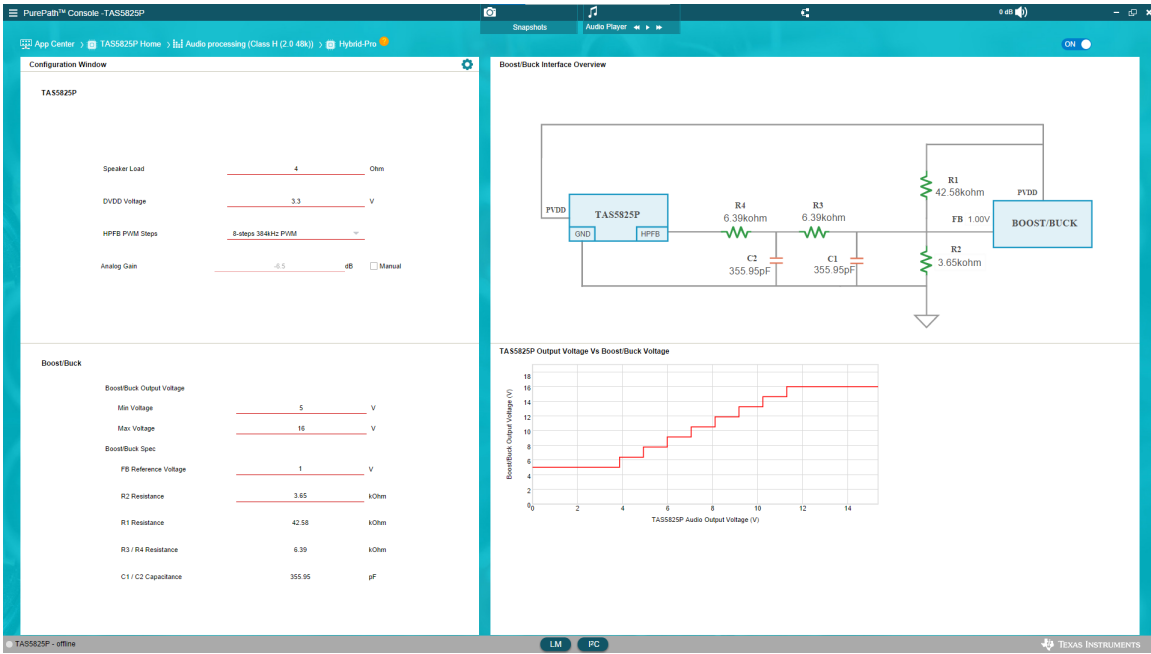 PurePath™ Console -TAS5825P
0 dB
Snapshots
Audio Player
App Center
TAS5825P Home
Audio processing (Class H (2.0 48k))
Hybrid-Pro
ON
Configuration Window
TAS5825P
Speaker Load 4 Ohm
DVDD Voltage 3.3 V
HPFB PWM Steps 8-steps 384kHz PWM
Analog Gain -6.5 dB Manual
Boost/Buck
Boost/Buck Output Voltage
Min Voltage 5 V
Max Voltage 16 V
Boost/Buck Spec
FB Reference Voltage 1 V
R2 Resistance 3.65 kOhm
R1 Resistance 42.58 kOhm
R3 / R4 Resistance 6.39 kOhm
C1 / C2 Capacitance 355.95 pF
Boost/Buck Interface Overview
PVDD
TAS5825P
GND
HPFB
R4
6.39kohm
R3
6.39kohm
C2
355.95pF
C1
355.95pF
R1
42.58kohm
FB 1.00V
R2
3.65kohm
PVDD
BOOST/BUCK
TAS5825P Output Voltage Vs Boost/Buck Voltage
Boost/Buck Output Voltage (V)
18
16
14
12
10
8
6
4
2
0
0 2 4 6 8 10 12 14
TAS5825P Audio Output Voltage (V)
TAS5825P - offline
LM
I²C
TEXAS INSTRUMENTS